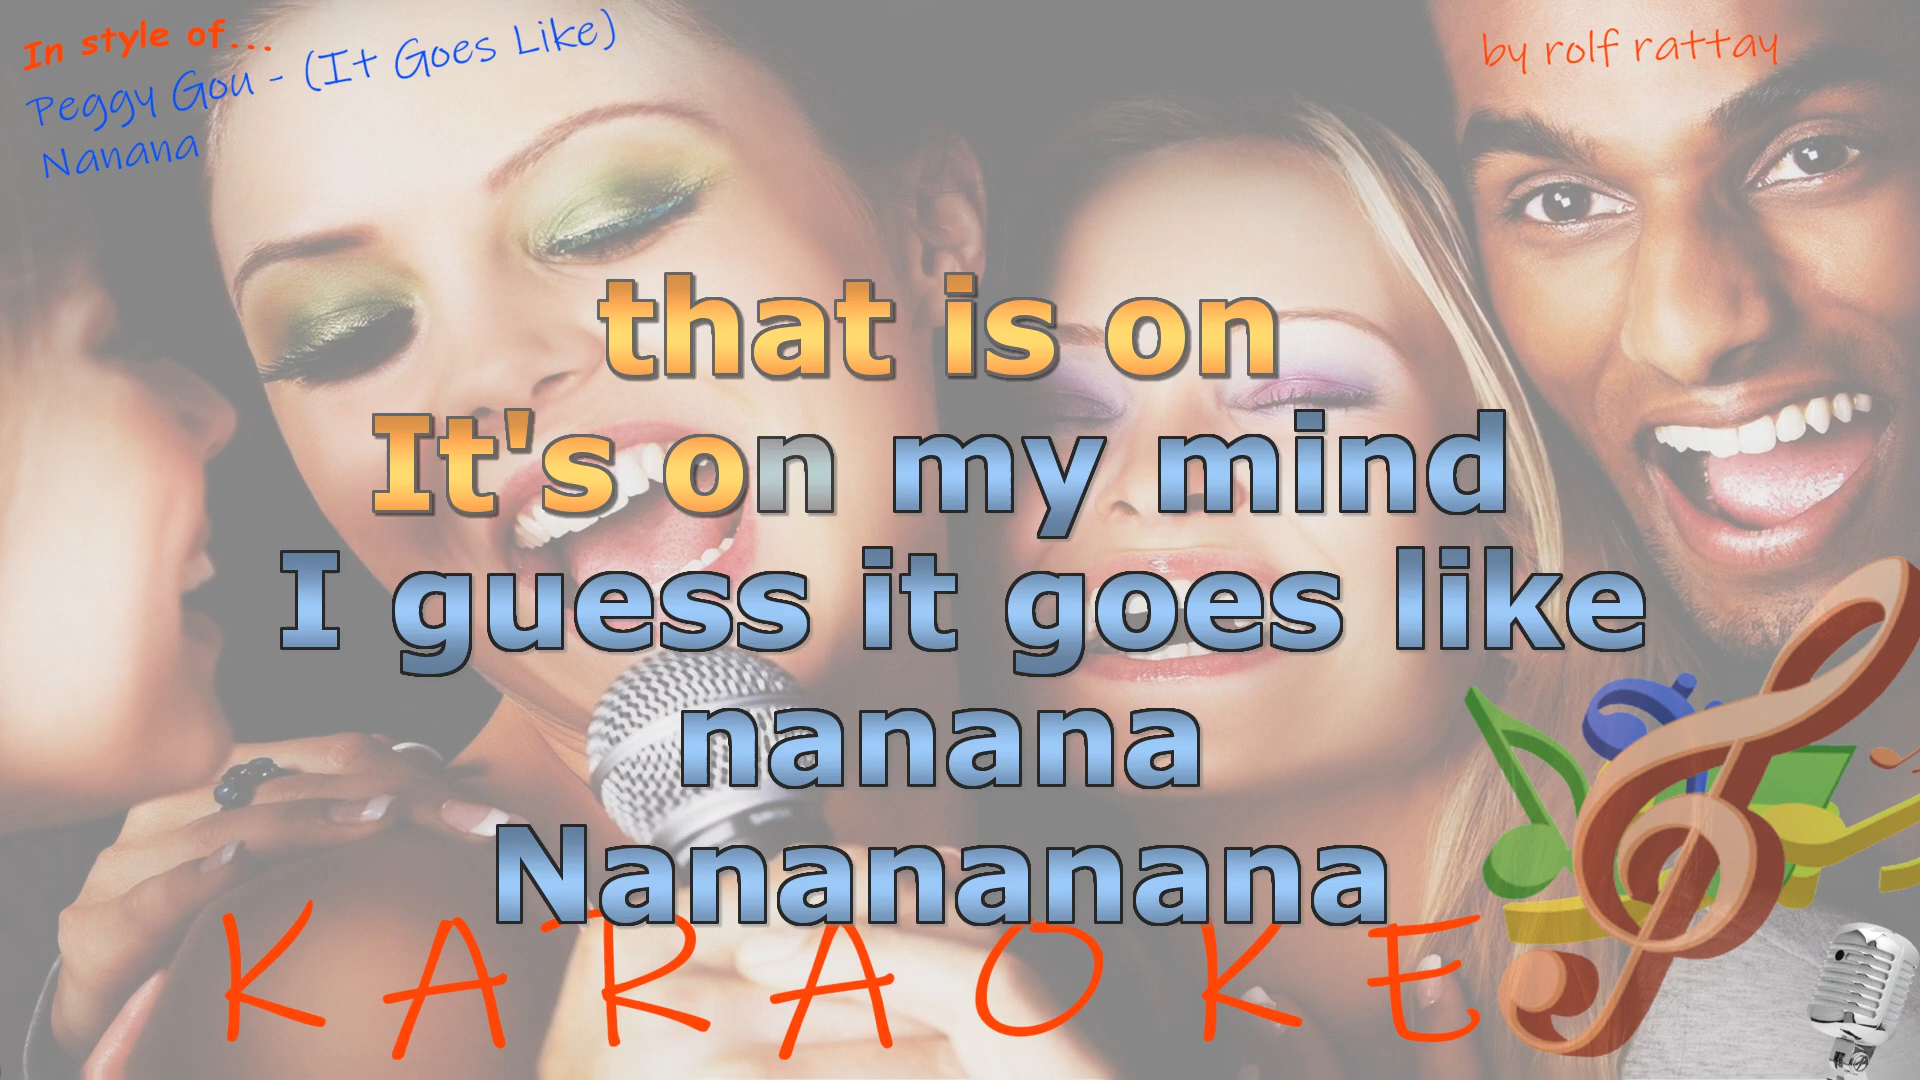 In style of...
Peggy Gou - (It Goes Like)
Nanana
by rolf rattay
that is on
It's on my mind
I guess it goes like
nanana
Nanananana
KARAOKE